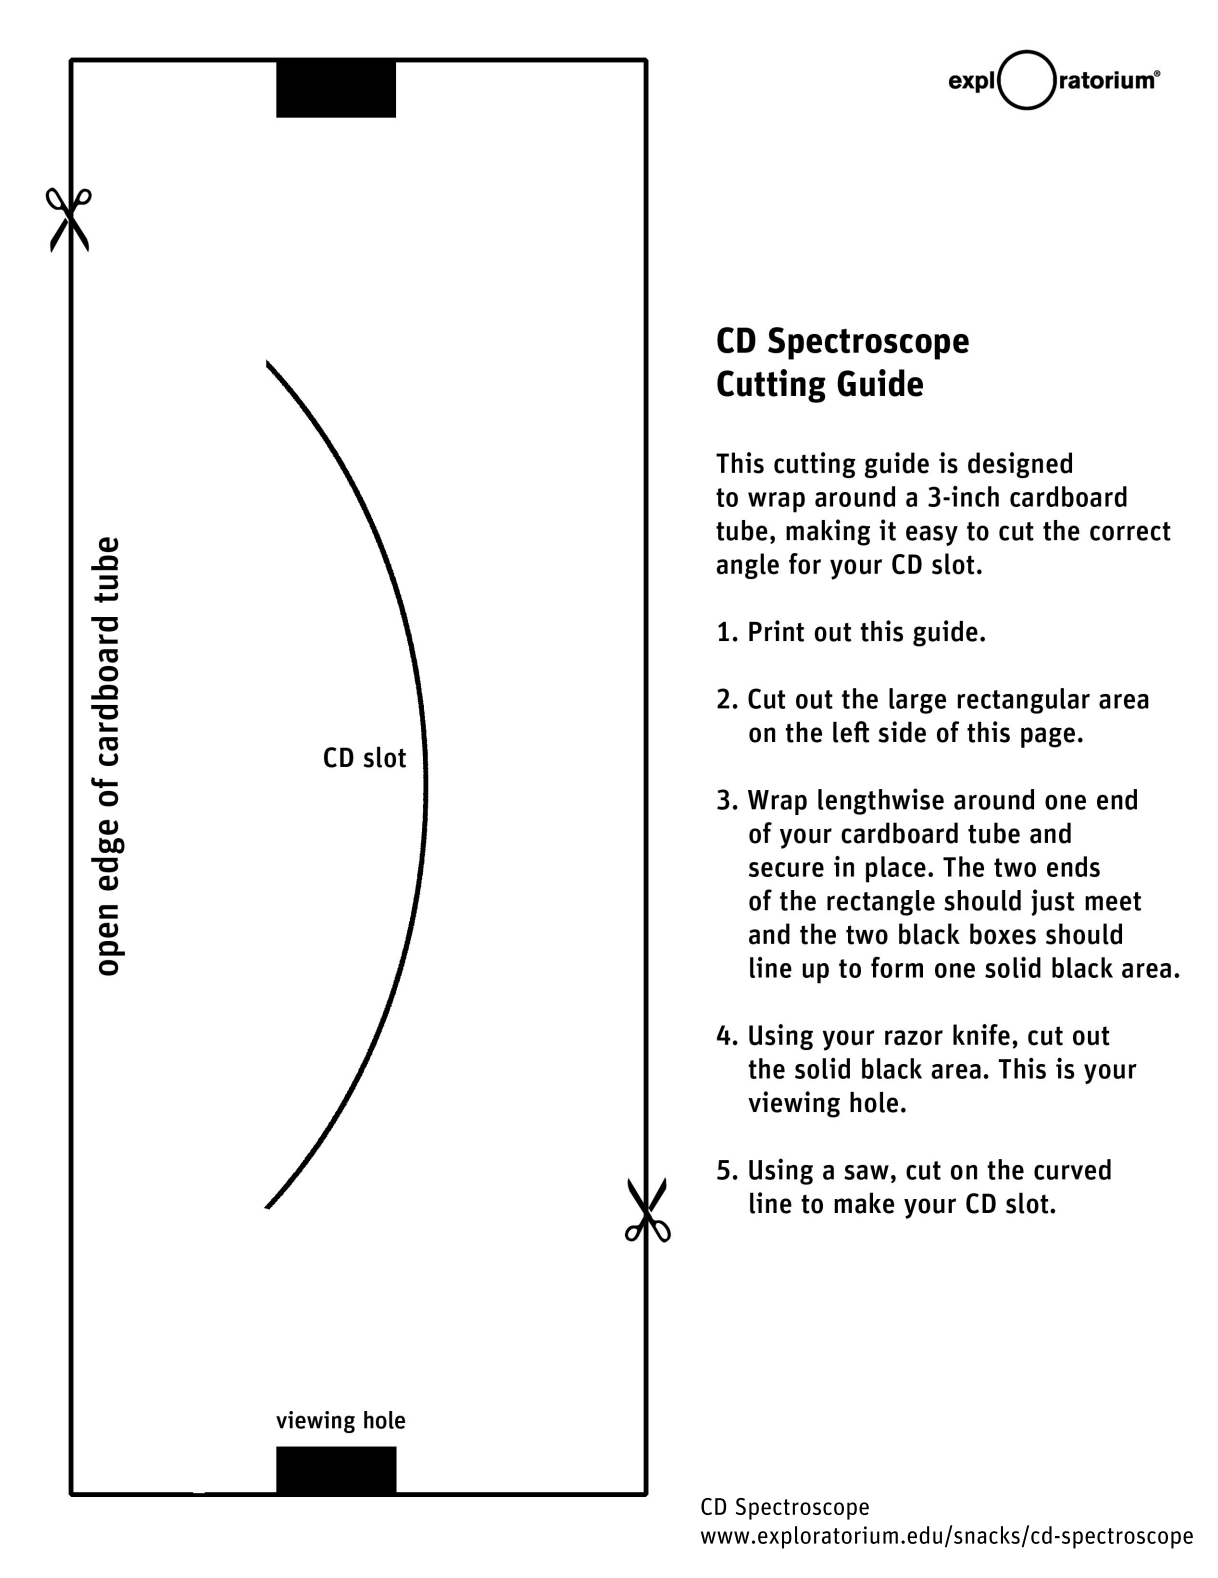 expl ratorium®
open edge of cardboard tube
CD slot
viewing hole
CD Spectroscope
Cutting Guide
This cutting guide is designed
to wrap around a 3-inch cardboard
tube, making it easy to cut the correct
angle for your CD slot.
1. Print out this guide.
2. Cut out the large rectangular area
on the left side of this page.
3. Wrap lengthwise around one end
of your cardboard tube and
secure in place. The two ends
of the rectangle should just meet
and the two black boxes should
line up to form one solid black area.
4. Using your razor knife, cut out
the solid black area. This is your
viewing hole.
5. Using a saw, cut on the curved
line to make your CD slot.
CD Spectroscope
www.exploratorium.edu/snacks/cd-spectroscope